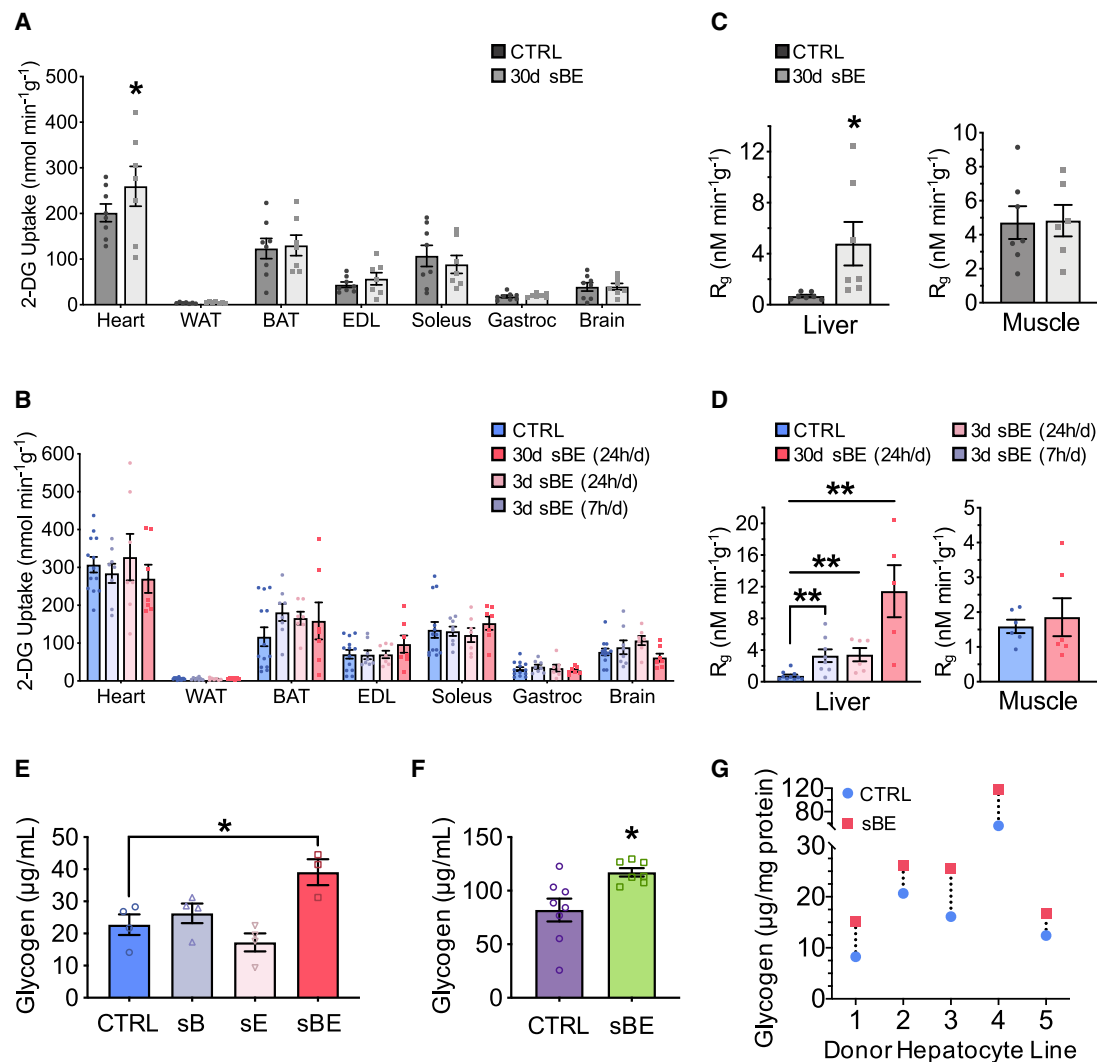 A
CTRL
30d sBE
2-DG Uptake (nmol min⁻¹g⁻¹)
500
400
300
200
100
0
*
Heart WAT BAT EDL Soleus Gastroc Brain
C
CTRL
30d sBE
Rg (nM min⁻¹g⁻¹)
12
8
4
0
*
Liver
Rg (nM min⁻¹g⁻¹)
10
8
6
4
2
0
Muscle
B
CTRL
30d sBE (24h/d)
3d sBE (24h/d)
3d sBE (7h/d)
2-DG Uptake (nmol min⁻¹g⁻¹)
600
500
400
300
200
100
0
Heart WAT BAT EDL Soleus Gastroc Brain
D
CTRL 3d sBE (24h/d)
30d sBE (24h/d) 3d sBE (7h/d)
Rg (nM min⁻¹g⁻¹)
20
16
12
8
4
0
**
**
**
Liver
Rg (nM min⁻¹g⁻¹)
5
4
3
2
1
0
Muscle
E
Glycogen (µg/mL)
50
40
30
20
10
0
*
CTRL sB sE sBE
F
Glycogen (µg/mL)
150
100
50
0
*
CTRL sBE
G
Glycogen (µg/mg protein)
120
80
40
30
20
10
0
CTRL
sBE
1 2 3 4 5
Donor Hepatocyte Line